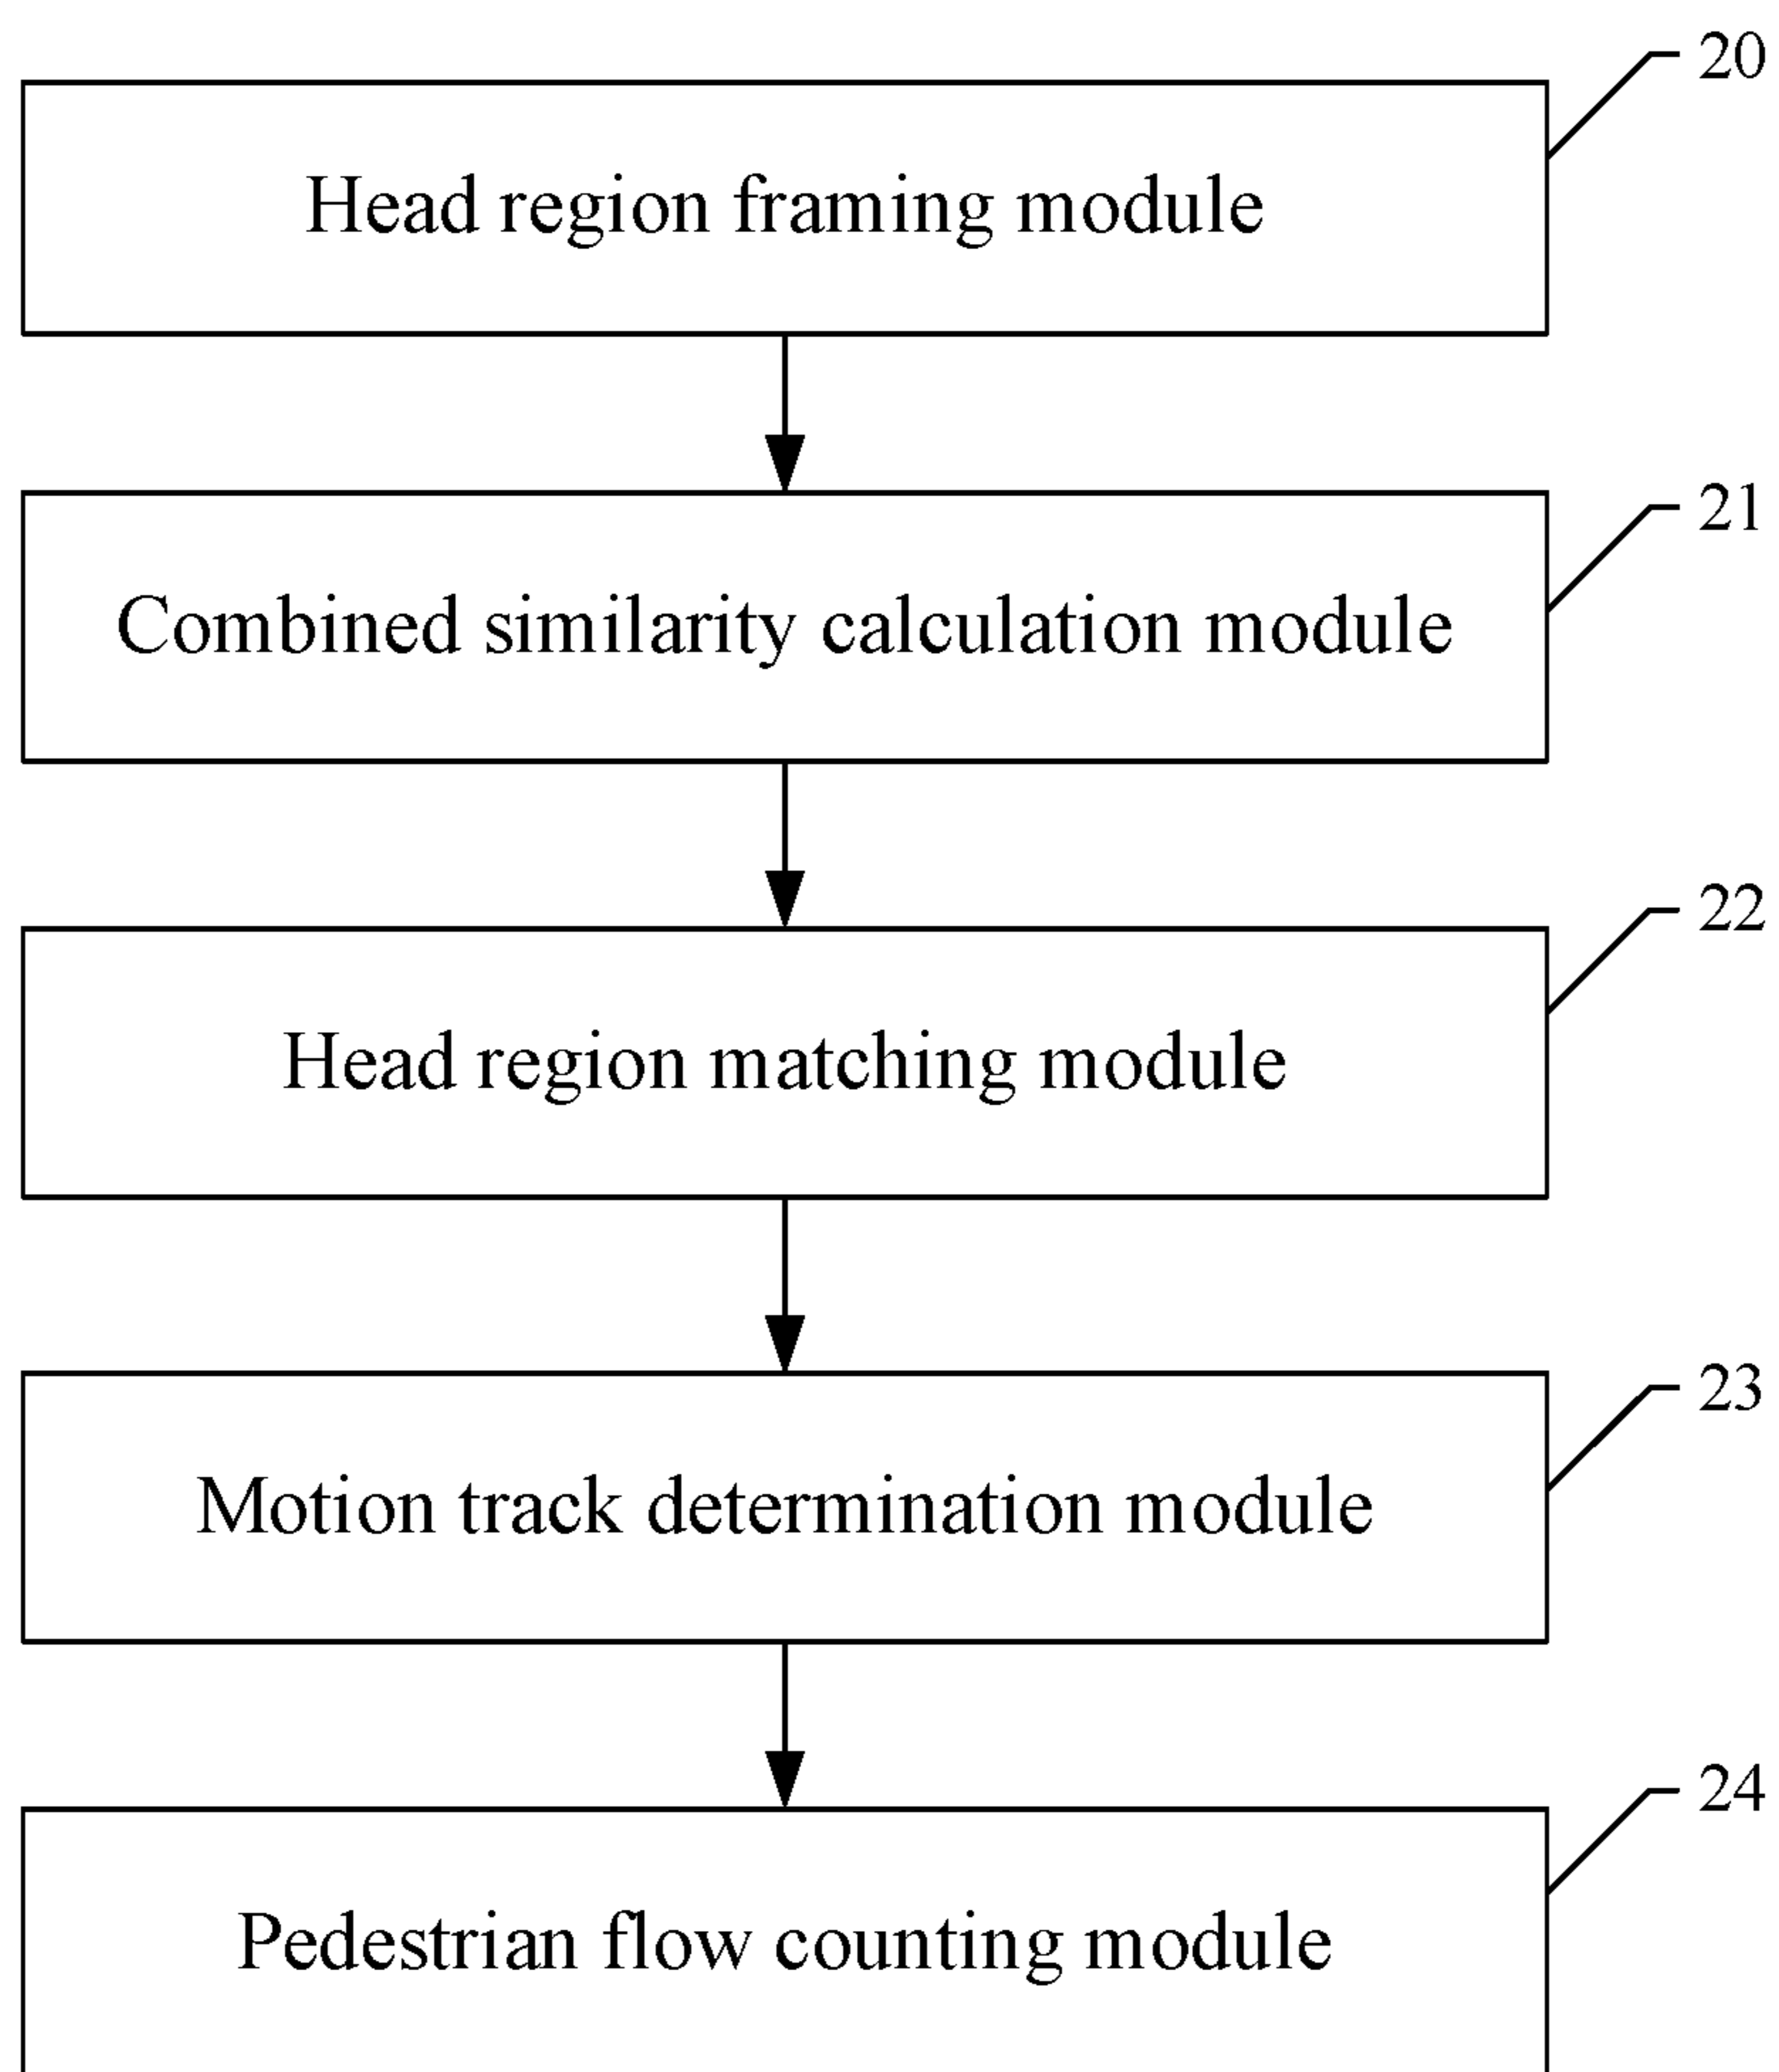 20
Head region framing module
21
Combined similarity calculation module
22
Head region matching module
23
Motion track determination module
24
Pedestrian flow counting module